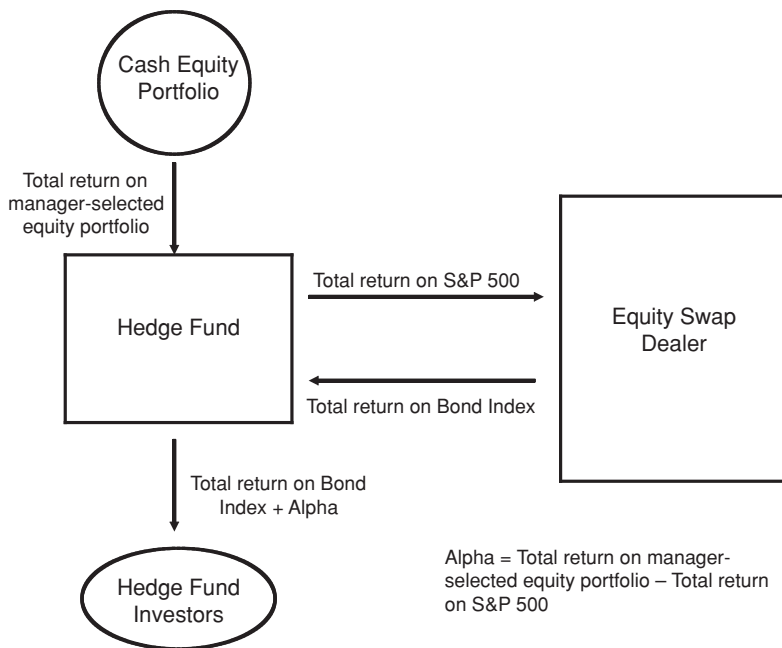 Cash Equity
Portfolio
Total return on
manager-selected
equity portfolio
Hedge Fund
Total return on S&P 500
Total return on Bond Index
Equity Swap
Dealer
Total return on Bond
Index + Alpha
Hedge Fund
Investors
Alpha = Total return on manager-
selected equity portfolio – Total return
on S&P 500